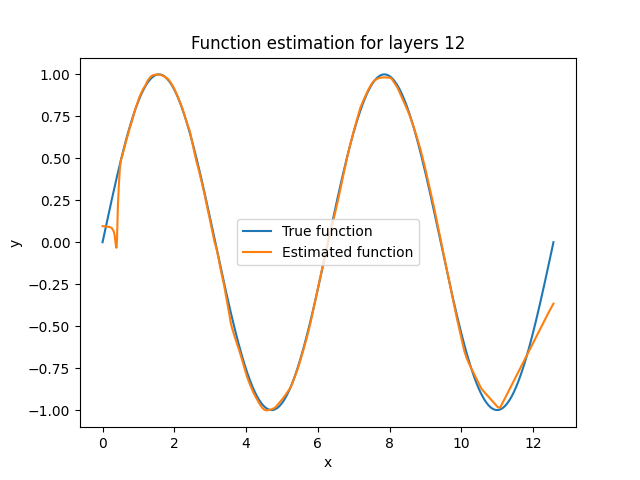 Function estimation for layers 12
1.00
0.75
0.50
0.25
0.00
−0.25
−0.50
−0.75
−1.00
y
True function
Estimated function
0 2 4 6 8 10 12
x